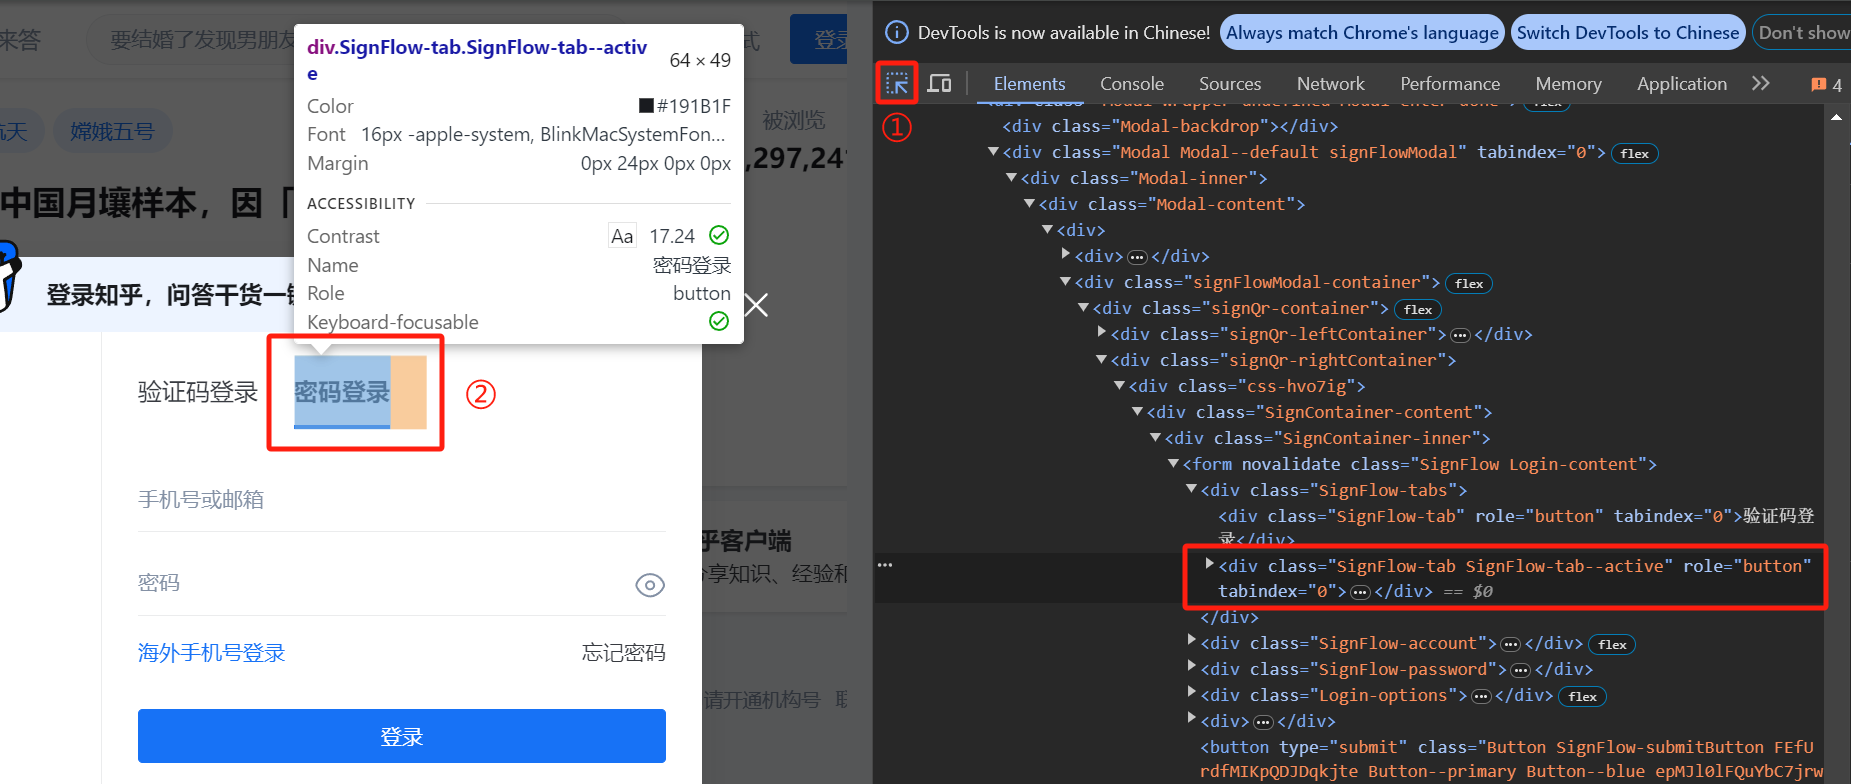 来答
要结婚了发现男朋友
式
登录
航天
嫦娥五号
被浏览
,297,24
中国月壤样本，因「
登录知乎，问答干货一
div.SignFlow-tab.SignFlow-tab--activ
e
64 × 49
Color
#191B1F
Font
16px -apple-system, BlinkMacSystemFon...
Margin
0px 24px 0px 0px
ACCESSIBILITY
Contrast
Aa
17.24
Name
密码登录
Role
button
Keyboard-focusable
验证码登录
密码登录
②
手机号或邮箱
密码
海外手机号登录
忘记密码
登录
乎客户端
分享知识、经验和
请开通机构号
联
DevTools is now available in Chinese!
Always match Chrome's language
Switch DevTools to Chinese
Don't show
①
Elements
Console
Sources
Network
Performance
Memory
Application
4
<div class="Modal-wrapper undefined Modal-enter-done"> flex
<div class="Modal-backdrop"></div>
<div class="Modal Modal--default signFlowModal" tabindex="0"> flex
<div class="Modal-inner">
<div class="Modal-content">
<div>
<div>…</div>
<div class="signFlowModal-container"> flex
<div class="signQr-container"> flex
<div class="signQr-leftContainer">…</div>
<div class="signQr-rightContainer">
<div class="css-hvo7ig">
<div class="SignContainer-content">
<div class="SignContainer-inner">
<form novalidate class="SignFlow Login-content">
<div class="SignFlow-tabs">
<div class="SignFlow-tab" role="button" tabindex="0">验证码登
录</div>
<div class="SignFlow-tab SignFlow-tab--active" role="button"
tabindex="0">…</div> == $0
</div>
<div class="SignFlow-account">…</div> flex
<div class="SignFlow-password">…</div>
<div class="Login-options">…</div> flex
<div>…</div>
<button type="submit" class="Button SignFlow-submitButton FEfU
rdfMIKpQDJDqkjte Button--primary Button--blue epMJl0lFQuYbC7jrw